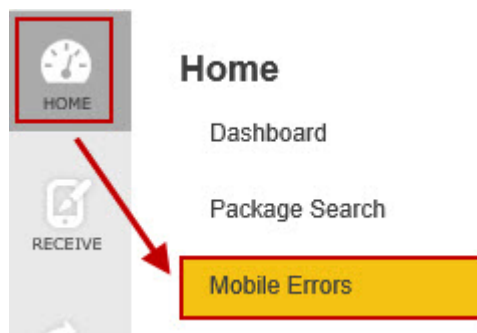 HOME
RECEIVE
Home
Dashboard
Package Search
Mobile Errors